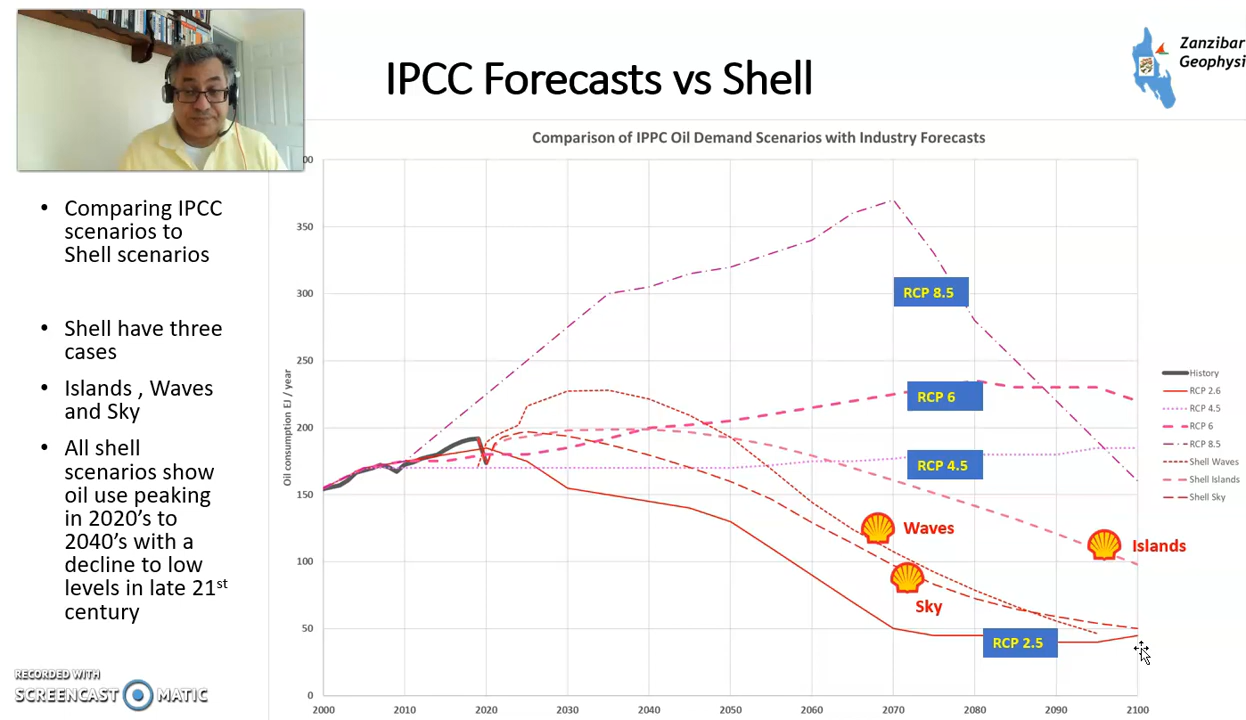 IPCC Forecasts vs Shell
Zanzibar
Geophysi
Comparing IPCC
scenarios to
Shell scenarios
Shell have three
cases
Islands , Waves
and Sky
All shell
scenarios show
oil use peaking
in 2020's to
2040's with a
decline to low
levels in late 21st
century
RECORDED WITH
SCREENCAST MATIC
Comparison of IPPC Oil Demand Scenarios with Industry Forecasts
Oil consumption EJ / year
00
350
300
250
200
150
100
50
0
2000
2010
2020
2030
2040
2050
2060
2070
2080
2090
2100
RCP 8.5
RCP 6
RCP 4.5
Waves
Islands
Sky
RCP 2.5
History
RCP 2.6
RCP 4.5
RCP 6
RCP 8.5
Shell Waves
Shell Islands
Shell Sky